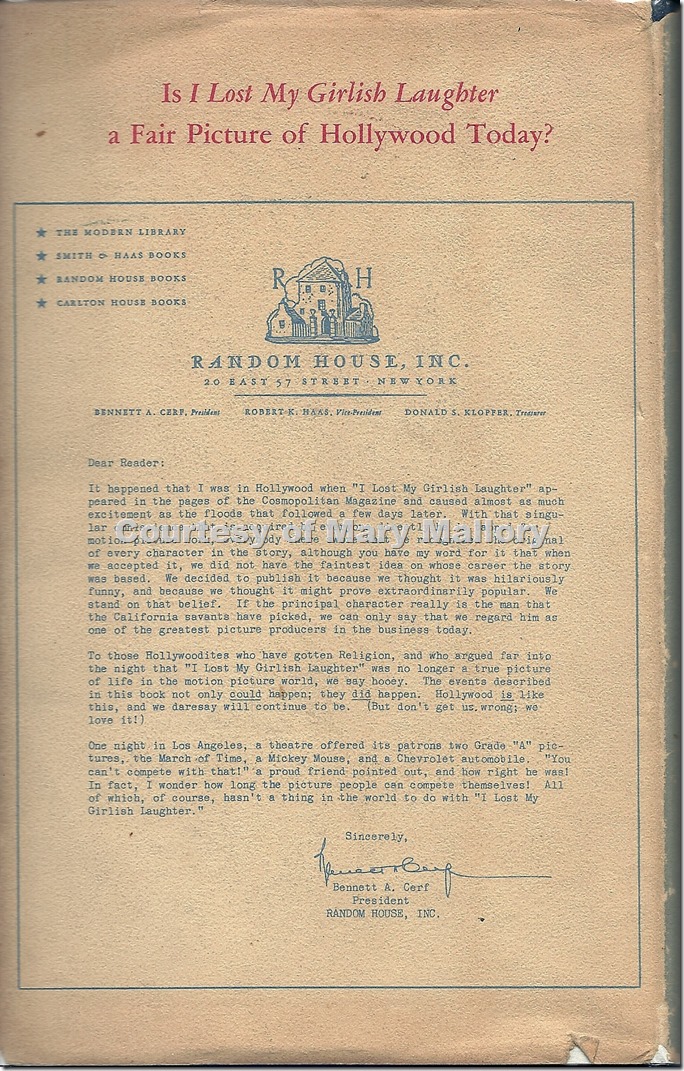 Is I Lost My Girlish Laughter
a Fair Picture of Hollywood Today?
★ THE MODERN LIBRARY
★ SMITH & HAAS BOOKS
★ RANDOM HOUSE BOOKS
★ CARLTON HOUSE BOOKS
R H
RANDOM HOUSE, INC.
20 EAST 57 STREET · NEW YORK
BENNETT A. CERF, President ROBERT K. HAAS, Vice-President DONALD S. KLOPFER, Treasurer
Dear Reader:
It happened that I was in Hollywood when "I Lost My Girlish Laughter" ap-
peared in the pages of the Cosmopolitan Magazine and caused almost as much
excitement as the floods that followed a few days later. With that singu-
lar
Courtesy of Mary Mallory
motion
of every character in the story, although you have my word for it that when
we accepted it, we did not have the faintest idea on whose career the story
was based. We decided to publish it because we thought it was hilariously
funny, and because we thought it might prove extraordinarily popular. We
stand on that belief. If the principal character really is the man that
the California savants have picked, we can only say that we regard him as
one of the greatest picture producers in the business today.
To those Hollywoodites who have gotten Religion, and who argued far into
the night that "I Lost My Girlish Laughter" was no longer a true picture
of life in the motion picture world, we say hooey. The events described
in this book not only could happen; they did happen. Hollywood is like
this, and we daresay will continue to be. (But don't get us wrong; we
love it!)
One night in Los Angeles, a theatre offered its patrons two Grade "A" pic-
tures, the March of Time, a Mickey Mouse, and a Chevrolet automobile. "You
can't compete with that!" a proud friend pointed out, and how right he was!
In fact, I wonder how long the picture people can compete themselves! All
of which, of course, hasn't a thing in the world to do with "I Lost My
Girlish Laughter."
Sincerely,
Bennett A. Cerf
Bennett A. Cerf
President
RANDOM HOUSE, INC.